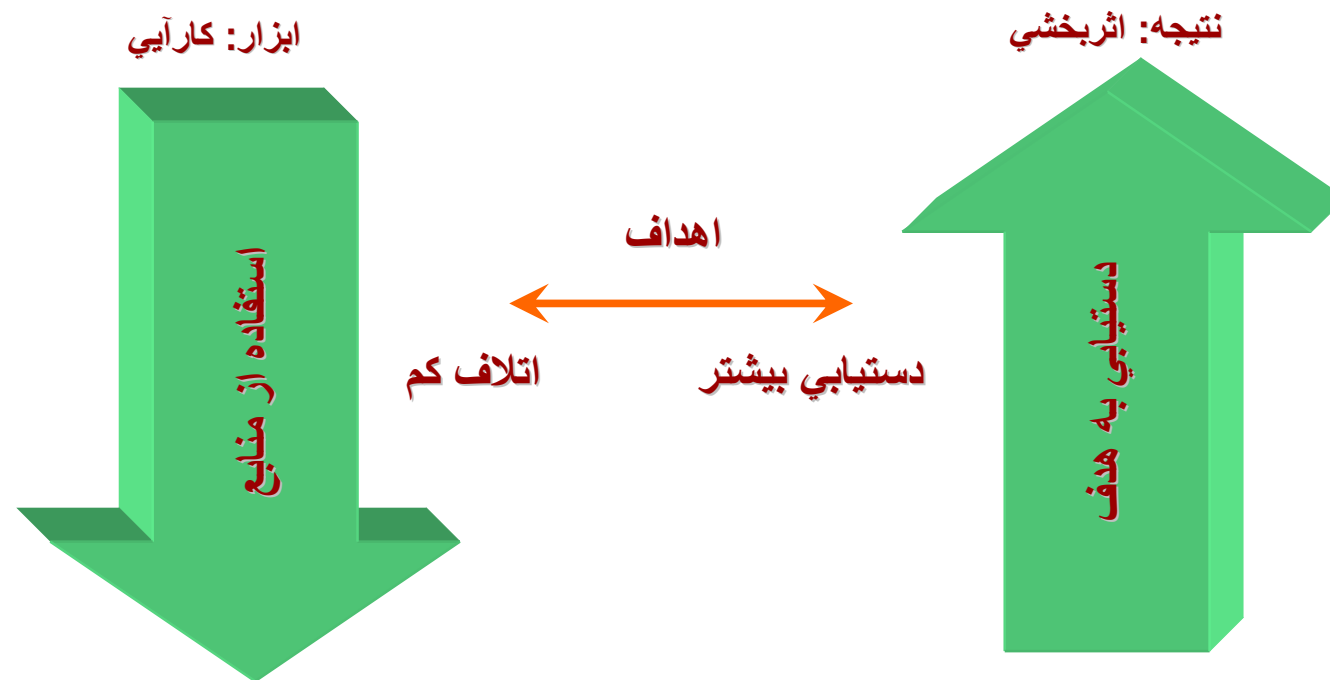 نتيجه: اثربخشي
ابزار: كارآيي
دستيابي به هدف
اهداف
دستيابي بيشتر
اتلاف كم
استفاده از منابع